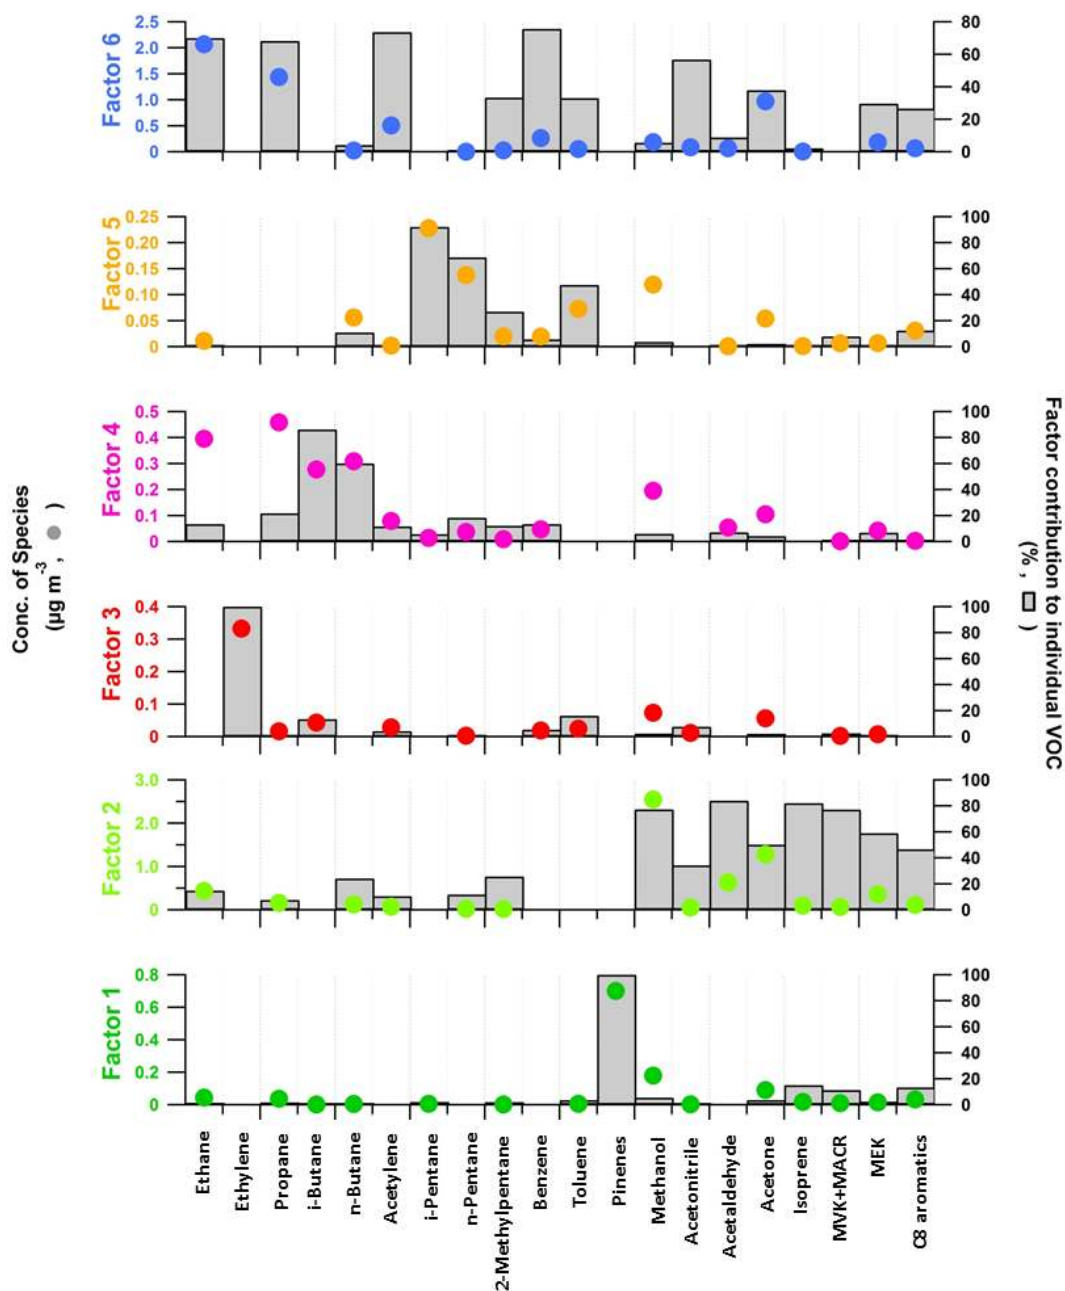 Factor 6
2.5
2.0
1.5
1.0
0.5
0
80
60
40
20
0
Factor 5
0.25
0.20
0.15
0.10
0.05
0
100
80
60
40
20
0
Factor 4
0.5
0.4
0.3
0.2
0.1
0
100
80
60
40
20
0
Factor 3
0.4
0.3
0.2
0.1
0
100
80
60
40
20
0
Factor 2
3.0
2.0
1.0
0
100
80
60
40
20
0
Factor 1
0.8
0.6
0.4
0.2
0
100
80
60
40
20
0
Conc. of Species
(µg m-3, )
Factor contribution to individual VOC
(% , )
Ethane
Ethylene
Propane
i-Butane
n-Butane
Acetylene
i-Pentane
n-Pentane
2-Methylpentane
Benzene
Toluene
Pinenes
Methanol
Acetonitrile
Acetaldehyde
Acetone
Isoprene
MVK+MACR
MEK
C8 aromatics